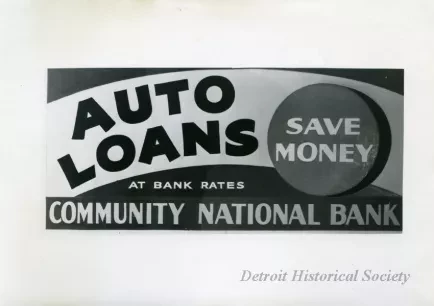 AUTO
LOANS
SAVE
MONEY
AT BANK RATES
COMMUNITY NATIONAL BANK
Detroit Historical Society